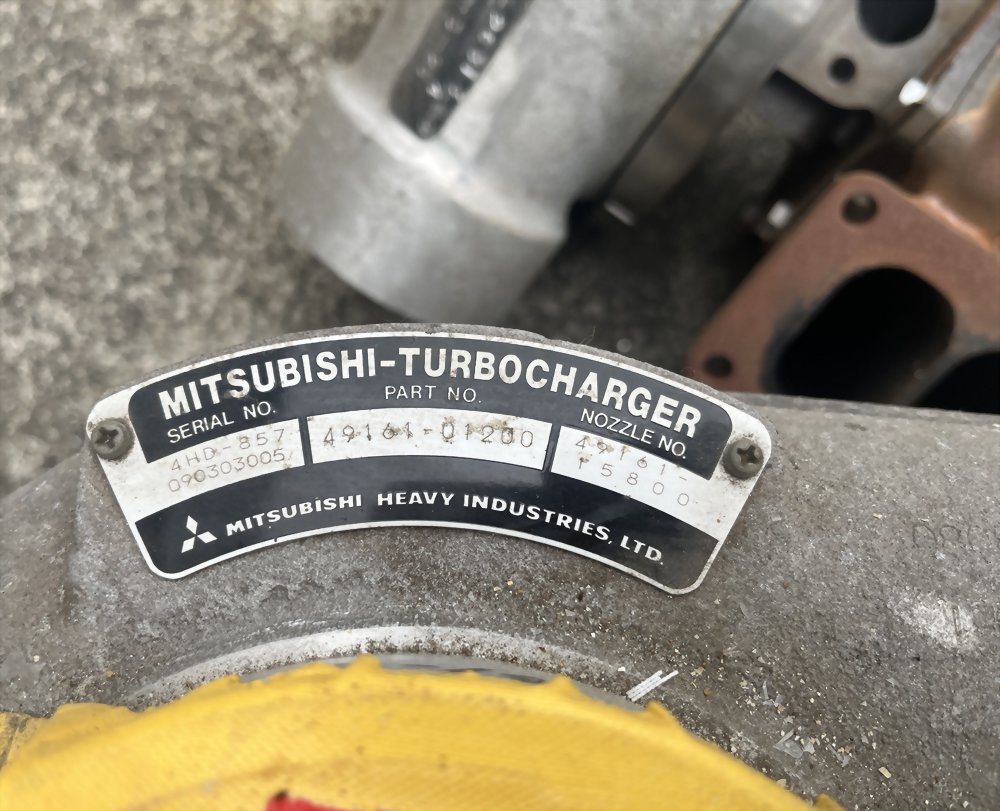 MITSUBISHI-TURBOCHARGER
SERIAL NO. PART NO. NOZZLE NO.
4HD-857 49161-01200 49161-
090303005 15800
MITSUBISHI HEAVY INDUSTRIES, LTD.